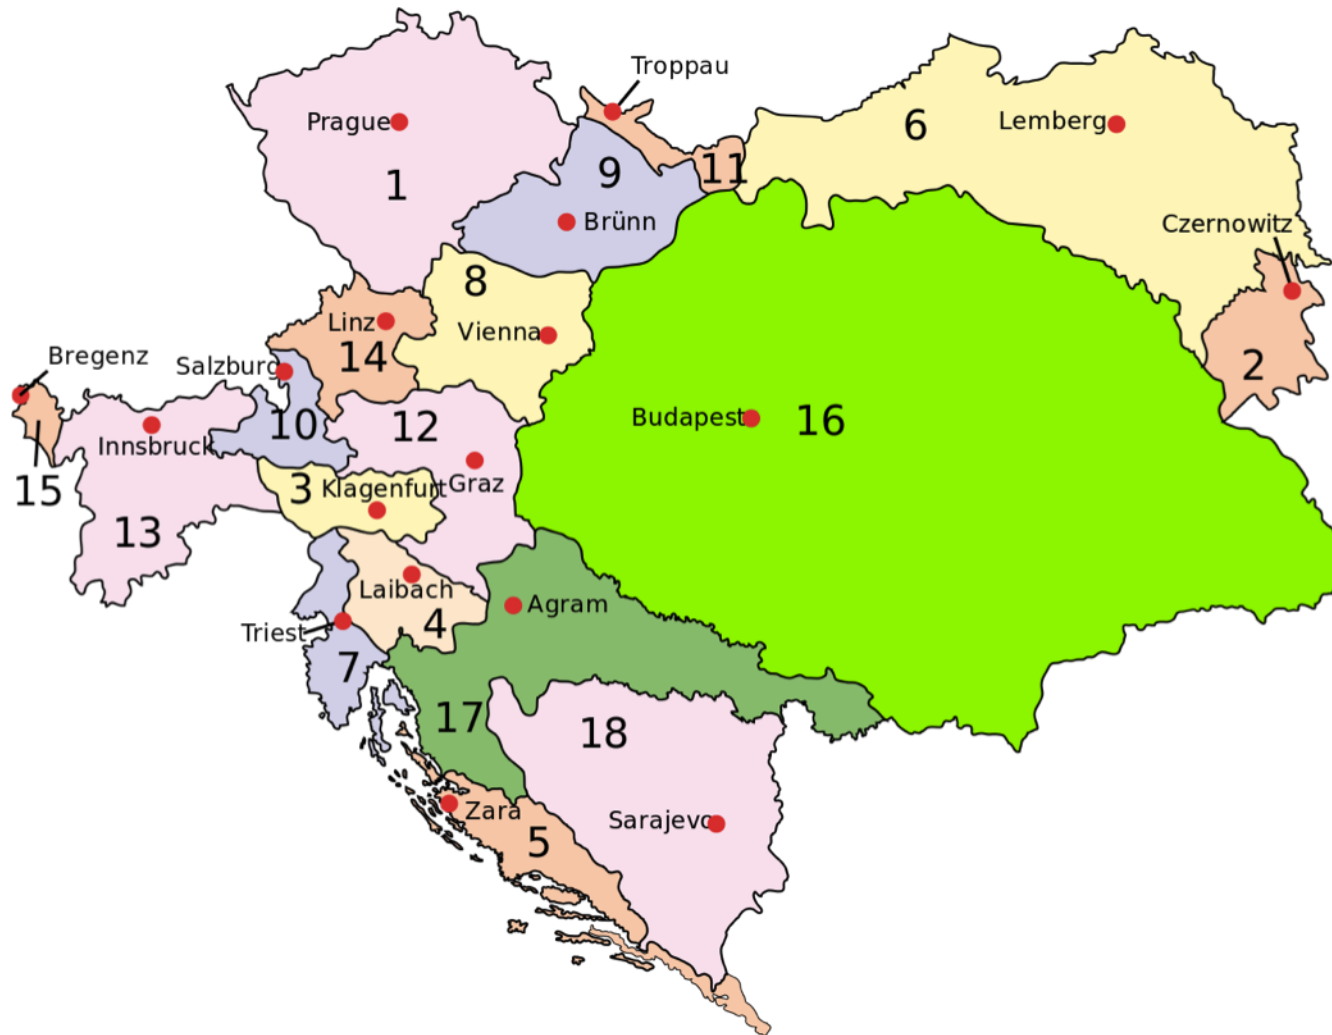 Troppau
Prague
6
Lemberg
9
11
1
Brünn
Czernowitz
8
Linz
Vienna
Bregenz
Salzburg
14
2
10
12
Budapest
16
Innsbruck
15
3
Klagenfurt
Graz
13
Laibach
Agram
4
Triest
7
17
18
Zara
Sarajevo
5